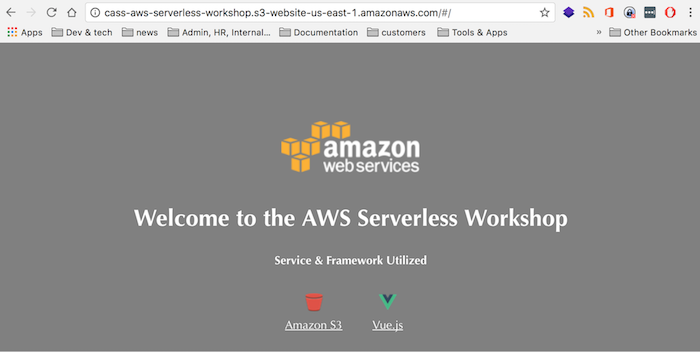 cass-aws-serverless-workshop.s3-website-us-east-1.amazonaws.com/#/
Apps Dev & tech news Admin, HR, Internal... Documentation customers Tools & Apps » Other Bookmarks
amazon
webservices
Welcome to the AWS Serverless Workshop
Service & Framework Utilized
Amazon S3 Vue.js